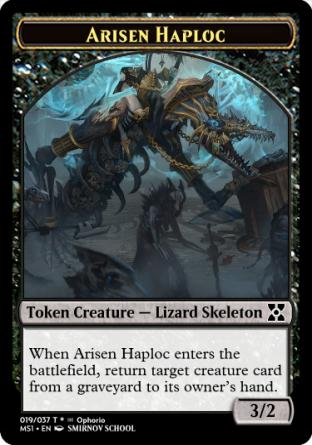 Arisen Haploc
Token Creature — Lizard Skeleton
When Arisen Haploc enters the
battlefield, return target creature card
from a graveyard to its owner's hand.
3/2
019/037 T * = Ophorio
MS1 • EN SMIRNOV SCHOOL